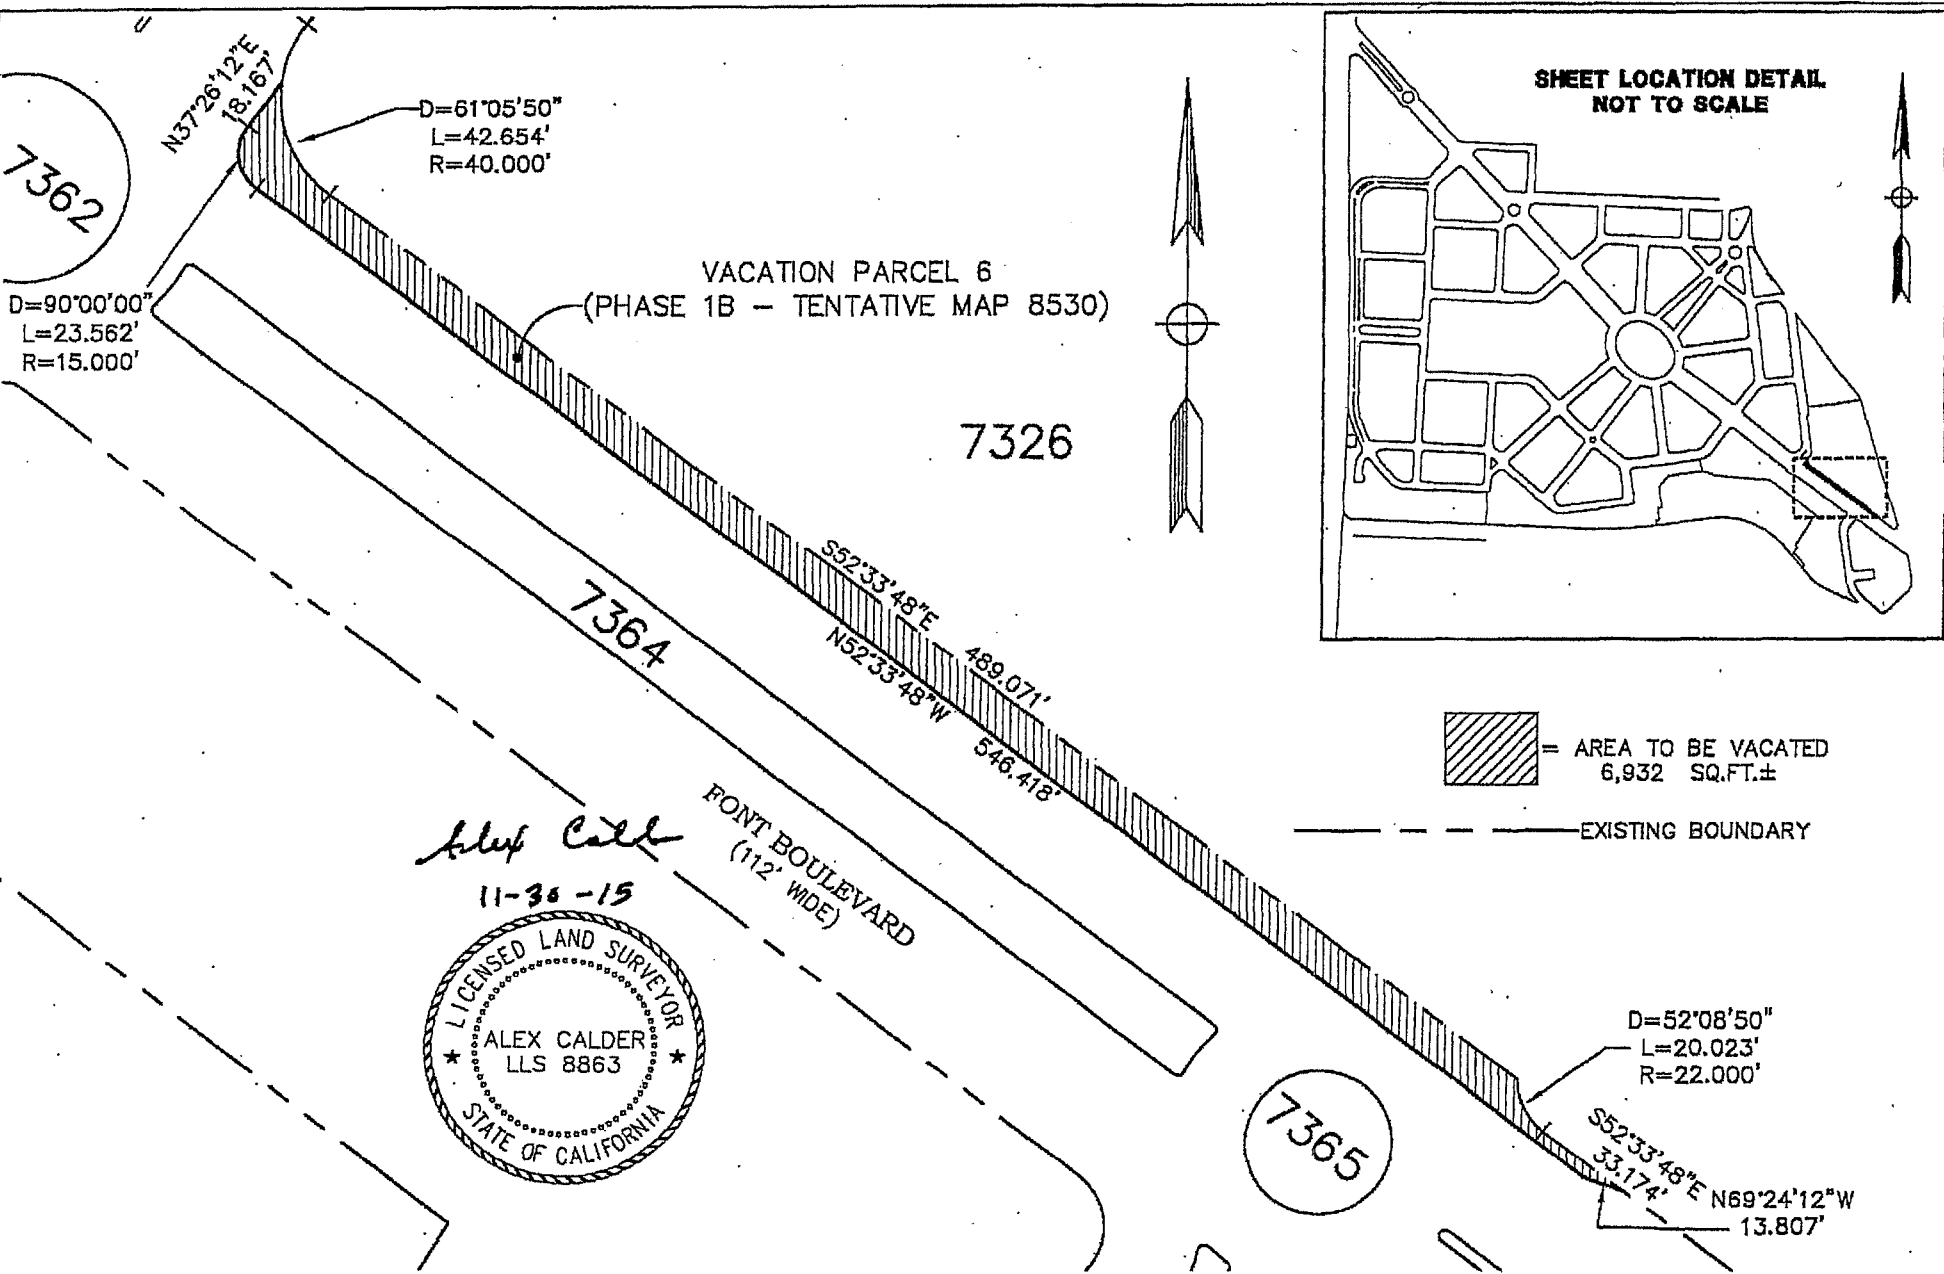 N37°26'12"E
18.167'
7362
D=61°05'50"
L=42.654'
R=40.000'
D=90°00'00"
L=23.562'
R=15.000'
VACATION PARCEL 6
(PHASE 1B - TENTATIVE MAP 8530)
7326
SHEET LOCATION DETAIL
NOT TO SCALE
S52°33'48"E 489.071'
N52°33'48"W 546.418'
7364
FONT BOULEVARD
(112' WIDE)
= AREA TO BE VACATED
6,932 SQ.FT.±
EXISTING BOUNDARY
Alex Calder
11-30-15
LICENSED LAND SURVEYOR
ALEX CALDER
LLS 8863
STATE OF CALIFORNIA
7365
D=52°08'50"
L=20.023'
R=22.000'
S52°33'48"E
33.174'
N69°24'12"W
13.807'